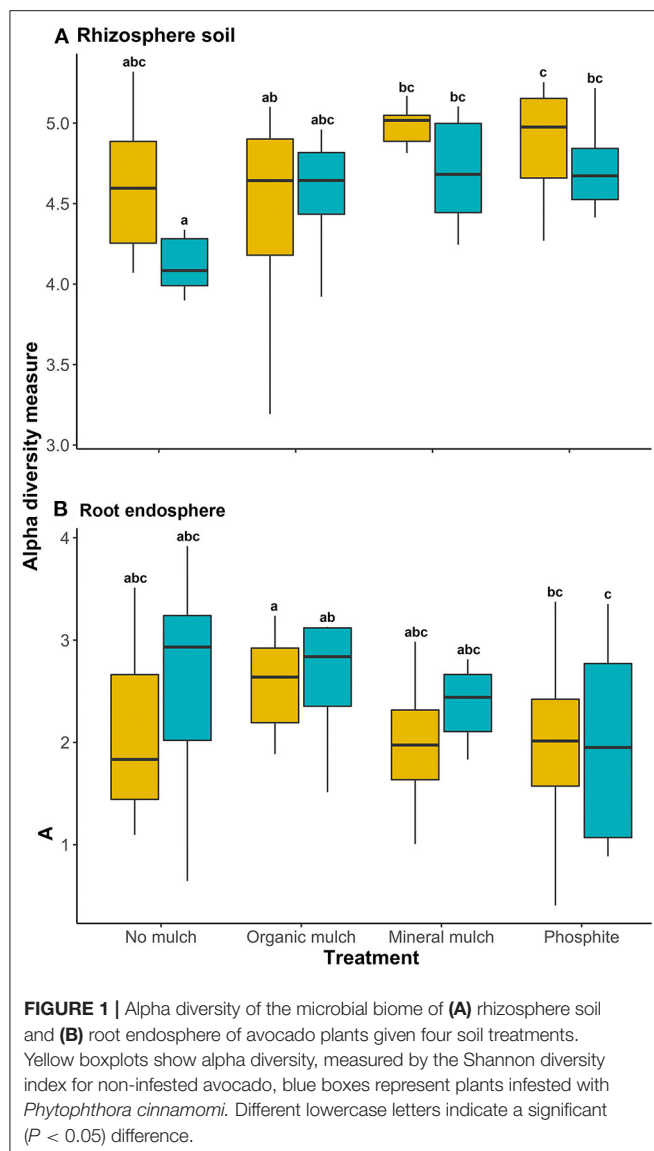 A Rhizosphere soil
abc
a
ab
abc
bc
bc
c
bc
5.0
4.5
4.0
3.5
3.0
Alpha diversity measure
B Root endosphere
abc
abc
a
ab
abc
abc
bc
c
4
3
2
1
A
No mulch
Organic mulch
Mineral mulch
Phosphite
Treatment
FIGURE 1 | Alpha diversity of the microbial biome of (A) rhizosphere soil
and (B) root endosphere of avocado plants given four soil treatments.
Yellow boxplots show alpha diversity, measured by the Shannon diversity
index for non-infested avocado, blue boxes represent plants infested with
Phytophthora cinnamomi. Different lowercase letters indicate a significant
(P < 0.05) difference.